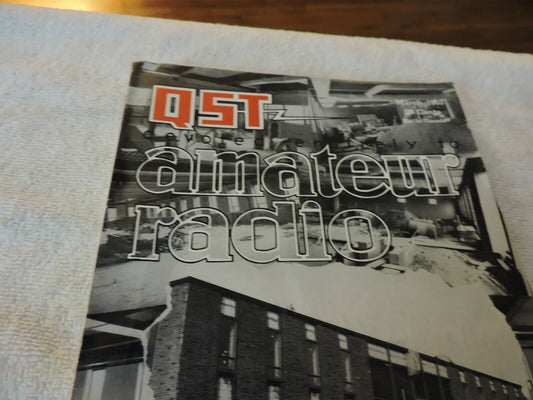 QST
devoted entirely to
amateur
radio